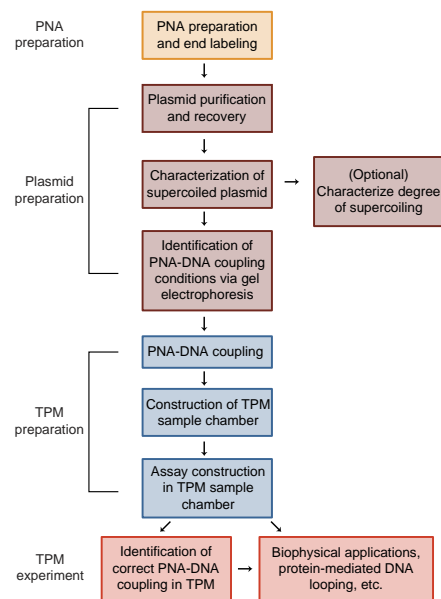 PNA
preparation
PNA preparation
and end labeling
Plasmid purification
and recovery
Plasmid
preparation
Characterization of
supercoiled plasmid
(Optional)
Characterize degree
of supercoiling
Identification of
PNA-DNA coupling
conditions via gel
electrophoresis
PNA-DNA coupling
TPM
preparation
Construction of TPM
sample chamber
Assay construction
in TPM sample
chamber
TPM
experiment
Identification of
correct PNA-DNA
coupling in TPM
Biophysical applications,
protein-mediated DNA
looping, etc.